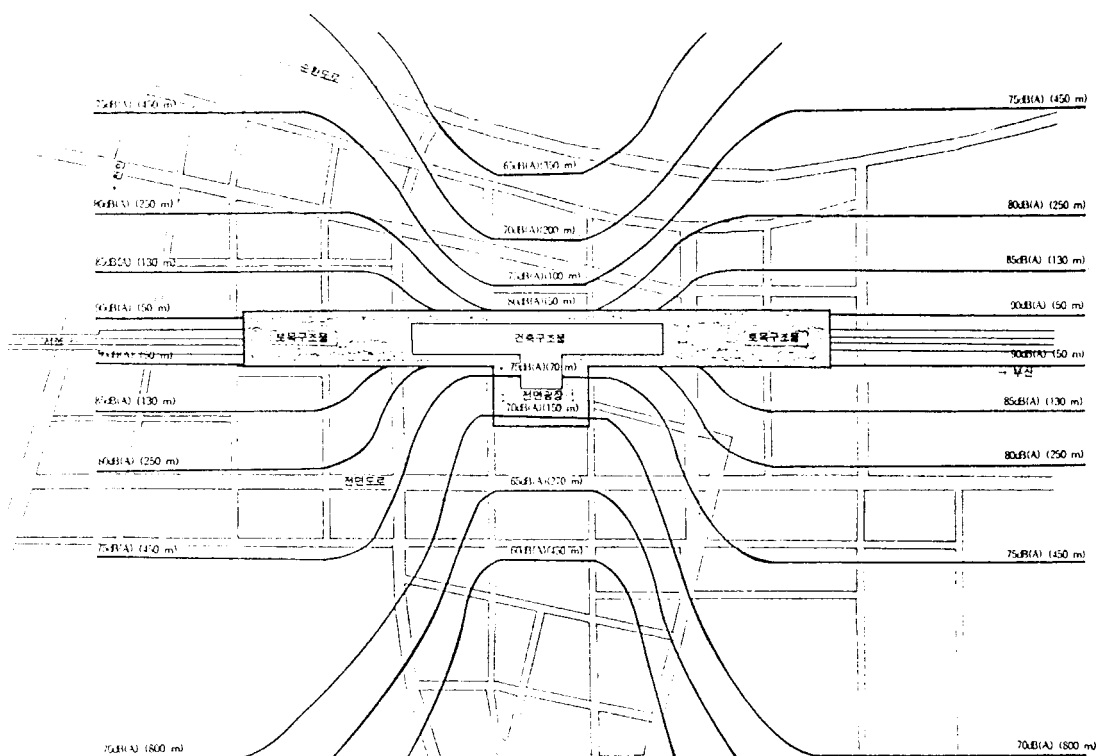 순환도로
75dB(A) (450 m)
75dB(A) (450 m)
65dB(A)(350 m)
80dB(A) (250 m)
80dB(A) (250 m)
70dB(A)(200 m)
85dB(A) (130 m)
85dB(A) (130 m)
75dB(A)(100 m)
90dB(A) (50 m)
80dB(A)(50 m)
90dB(A) (50 m)
토목구조물
건축구조물
토목구조물
90dB(A) (50 m)
75dB(A)(70 m)
90dB(A) (50 m)
→ 부산
85dB(A) (130 m)
전면광장
70dB(A)(150 m)
85dB(A) (130 m)
80dB(A) (250 m)
80dB(A) (250 m)
전면도로
65dB(A)(270 m)
75dB(A) (450 m)
60dB(A)(450 m)
75dB(A) (450 m)
70dB(A) (800 m)
70dB(A) (800 m)